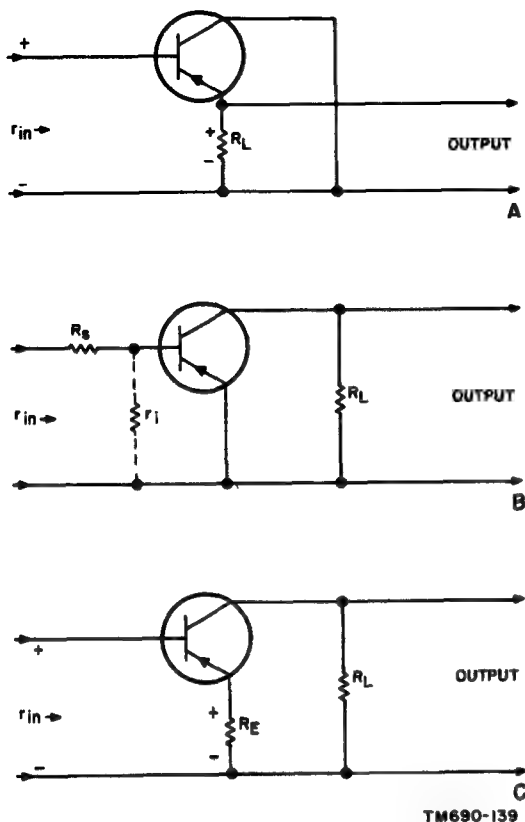 +
r_in →
+
R_L
−
OUTPUT
−
A
R_s
r_in →
r_i
R_L
OUTPUT
B
+
R_L
+
r_in →
R_E
OUTPUT
−
−
C
TM690-139